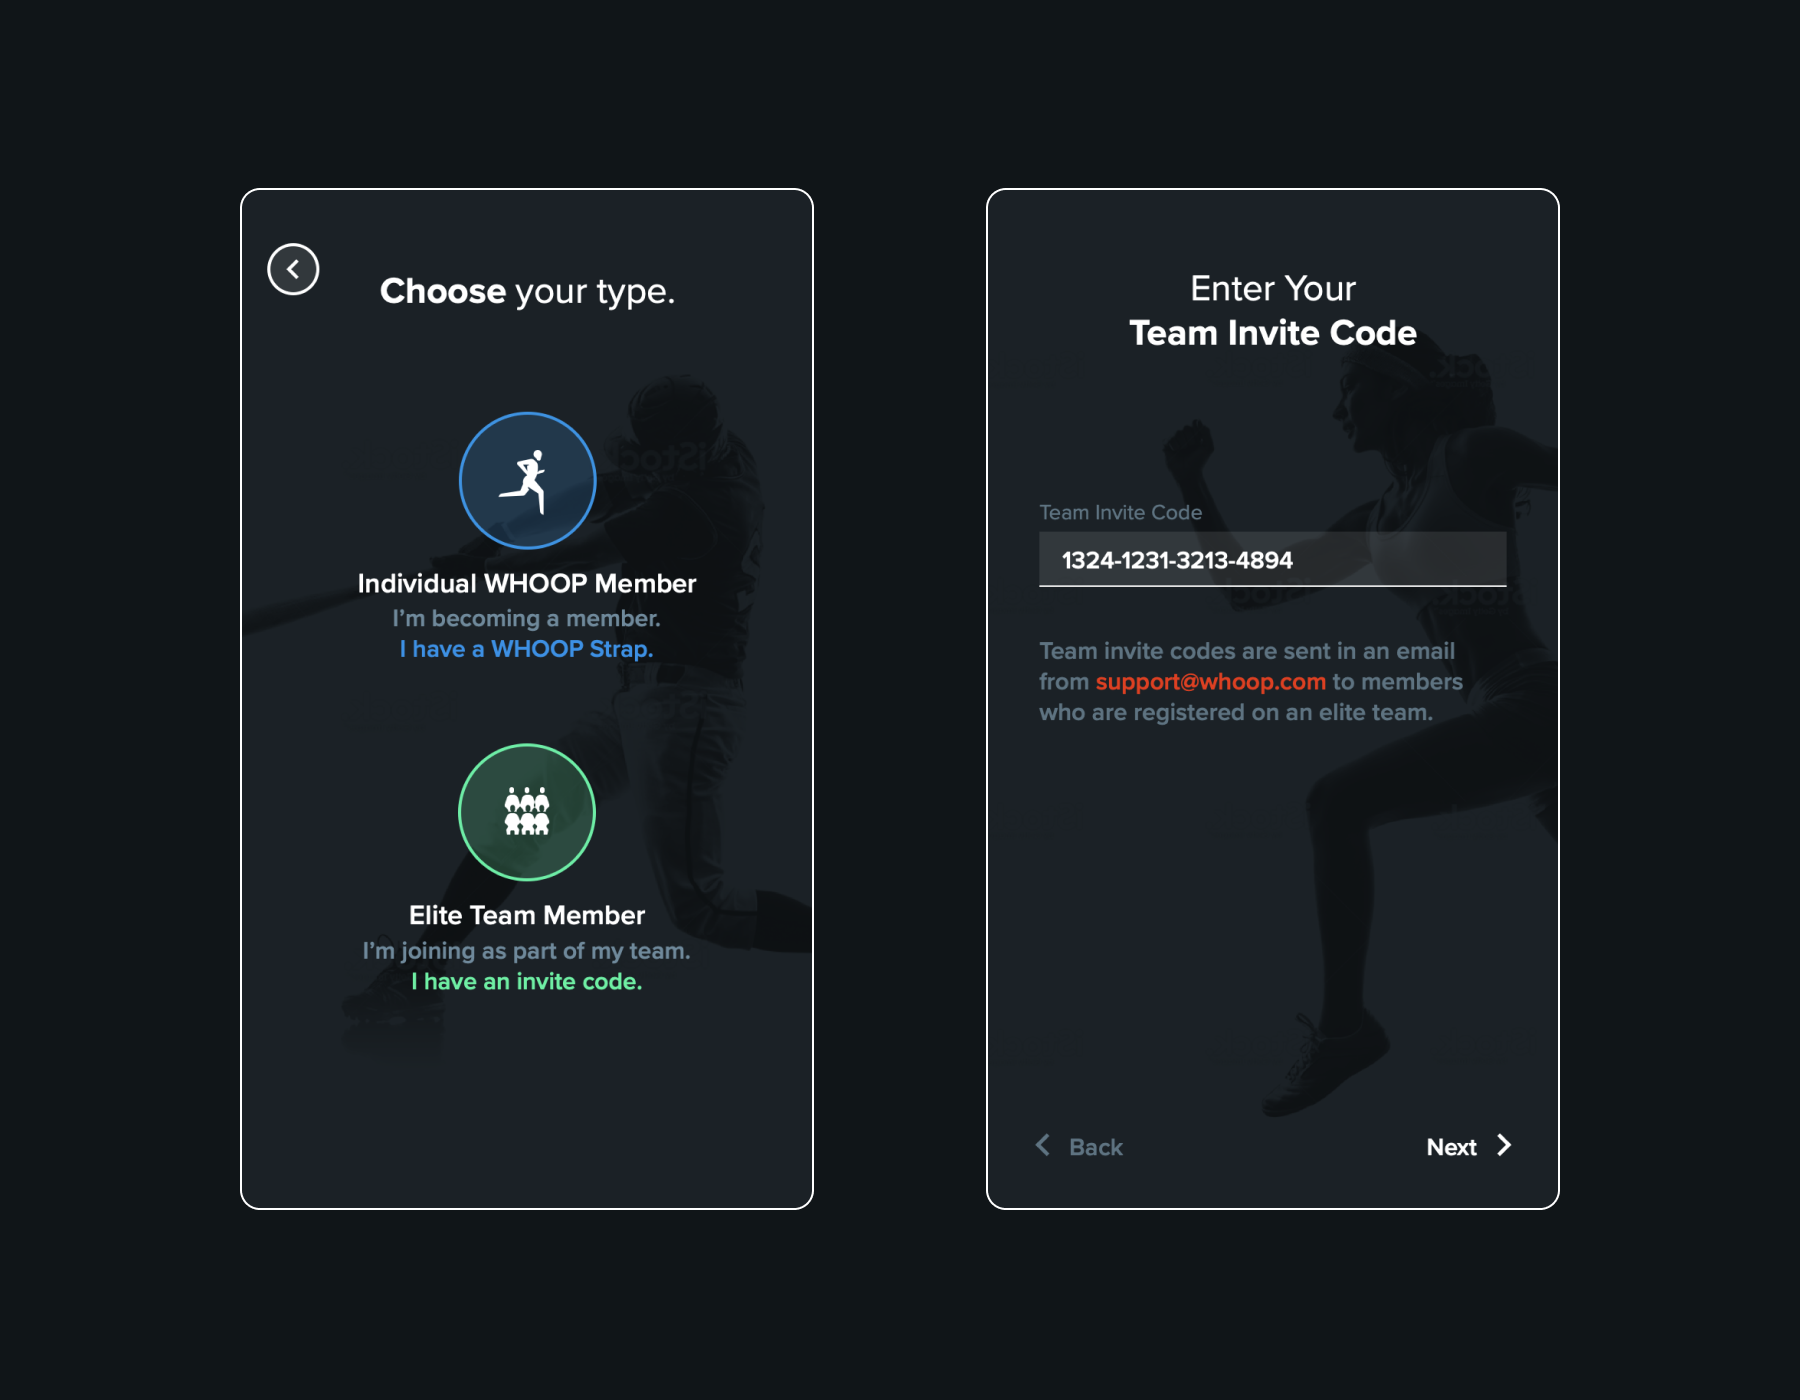 Choose your type.
Individual WHOOP Member
I'm becoming a member.
I have a WHOOP Strap.
Elite Team Member
I'm joining as part of my team.
I have an invite code.
Enter Your
Team Invite Code
Team Invite Code
1324-1231-3213-4894
Team invite codes are sent in an email
from support@whoop.com to members
who are registered on an elite team.
Back
Next